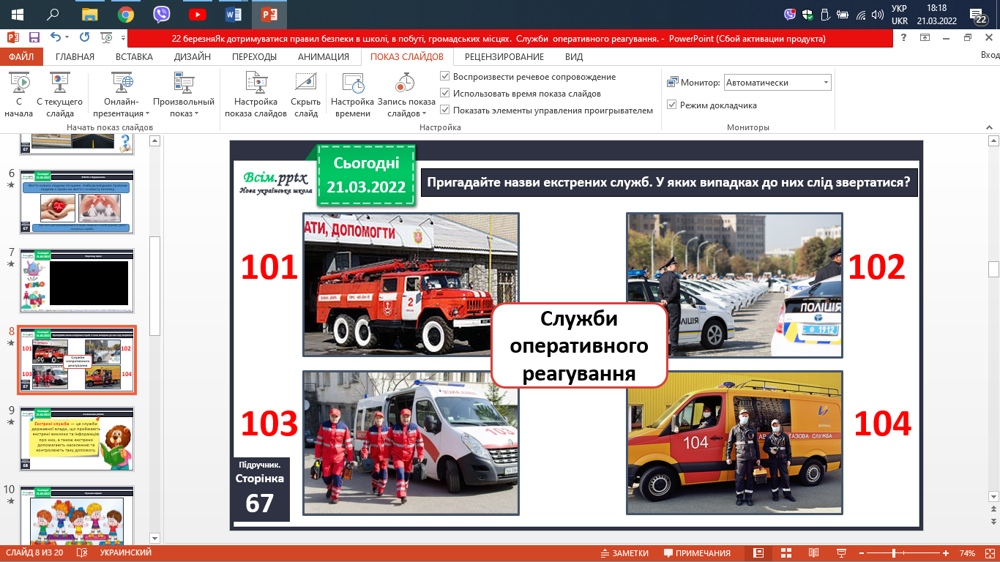 УКР
18:18
UKR
21.03.2022
22
22 березняЯк дотримуватися правил безпеки в школі, в побуті, громадських місцях. Служби оперативного реагування. - PowerPoint (Сбой активации продукта)
ФАЙЛ ГЛАВНАЯ ВСТАВКА ДИЗАЙН ПЕРЕХОДЫ АНИМАЦИЯ ПОКАЗ СЛАЙДОВ РЕЦЕНЗИРОВАНИЕ ВИД Вход
С начала
С текущего слайда
Онлайн-презентация
Произвольный показ
Начать показ слайдов
Настройка показа слайдов
Скрыть слайд
Настройка времени
Запись показа слайдов
Воспроизвести речевое сопровождение
Использовать время показа слайдов
Показать элементы управления проигрывателем
Настройка
Монитор: Автоматически
Режим докладчика
Мониторы
67
6
67
7
8
101
102
Служби
оперативного
реагування
103
104
67
9
Екстрені служби — це служби
державної влади, що приймають
екстрені виклики та інформацію
про них, а також екстрено
допомагають населенню та
контролюють таку допомогу.
68
10
Всім.pptx
Нова українська школа
Сьогодні
21.03.2022
Пригадайте назви екстрених служб. У яких випадках до них слід звертатися?
101
АТИ, ДОПОМОГТИ
2
102
ЛІЦІЯ
ПОЛІЦІЯ
1912
Служби
оперативного
реагування
103
103
104
104
ГАЗОВА СЛУЖБА
Підручник.
Сторінка
67
СЛАЙД 8 ИЗ 20 УКРАИНСКИЙ ЗАМЕТКИ ПРИМЕЧАНИЯ 74%